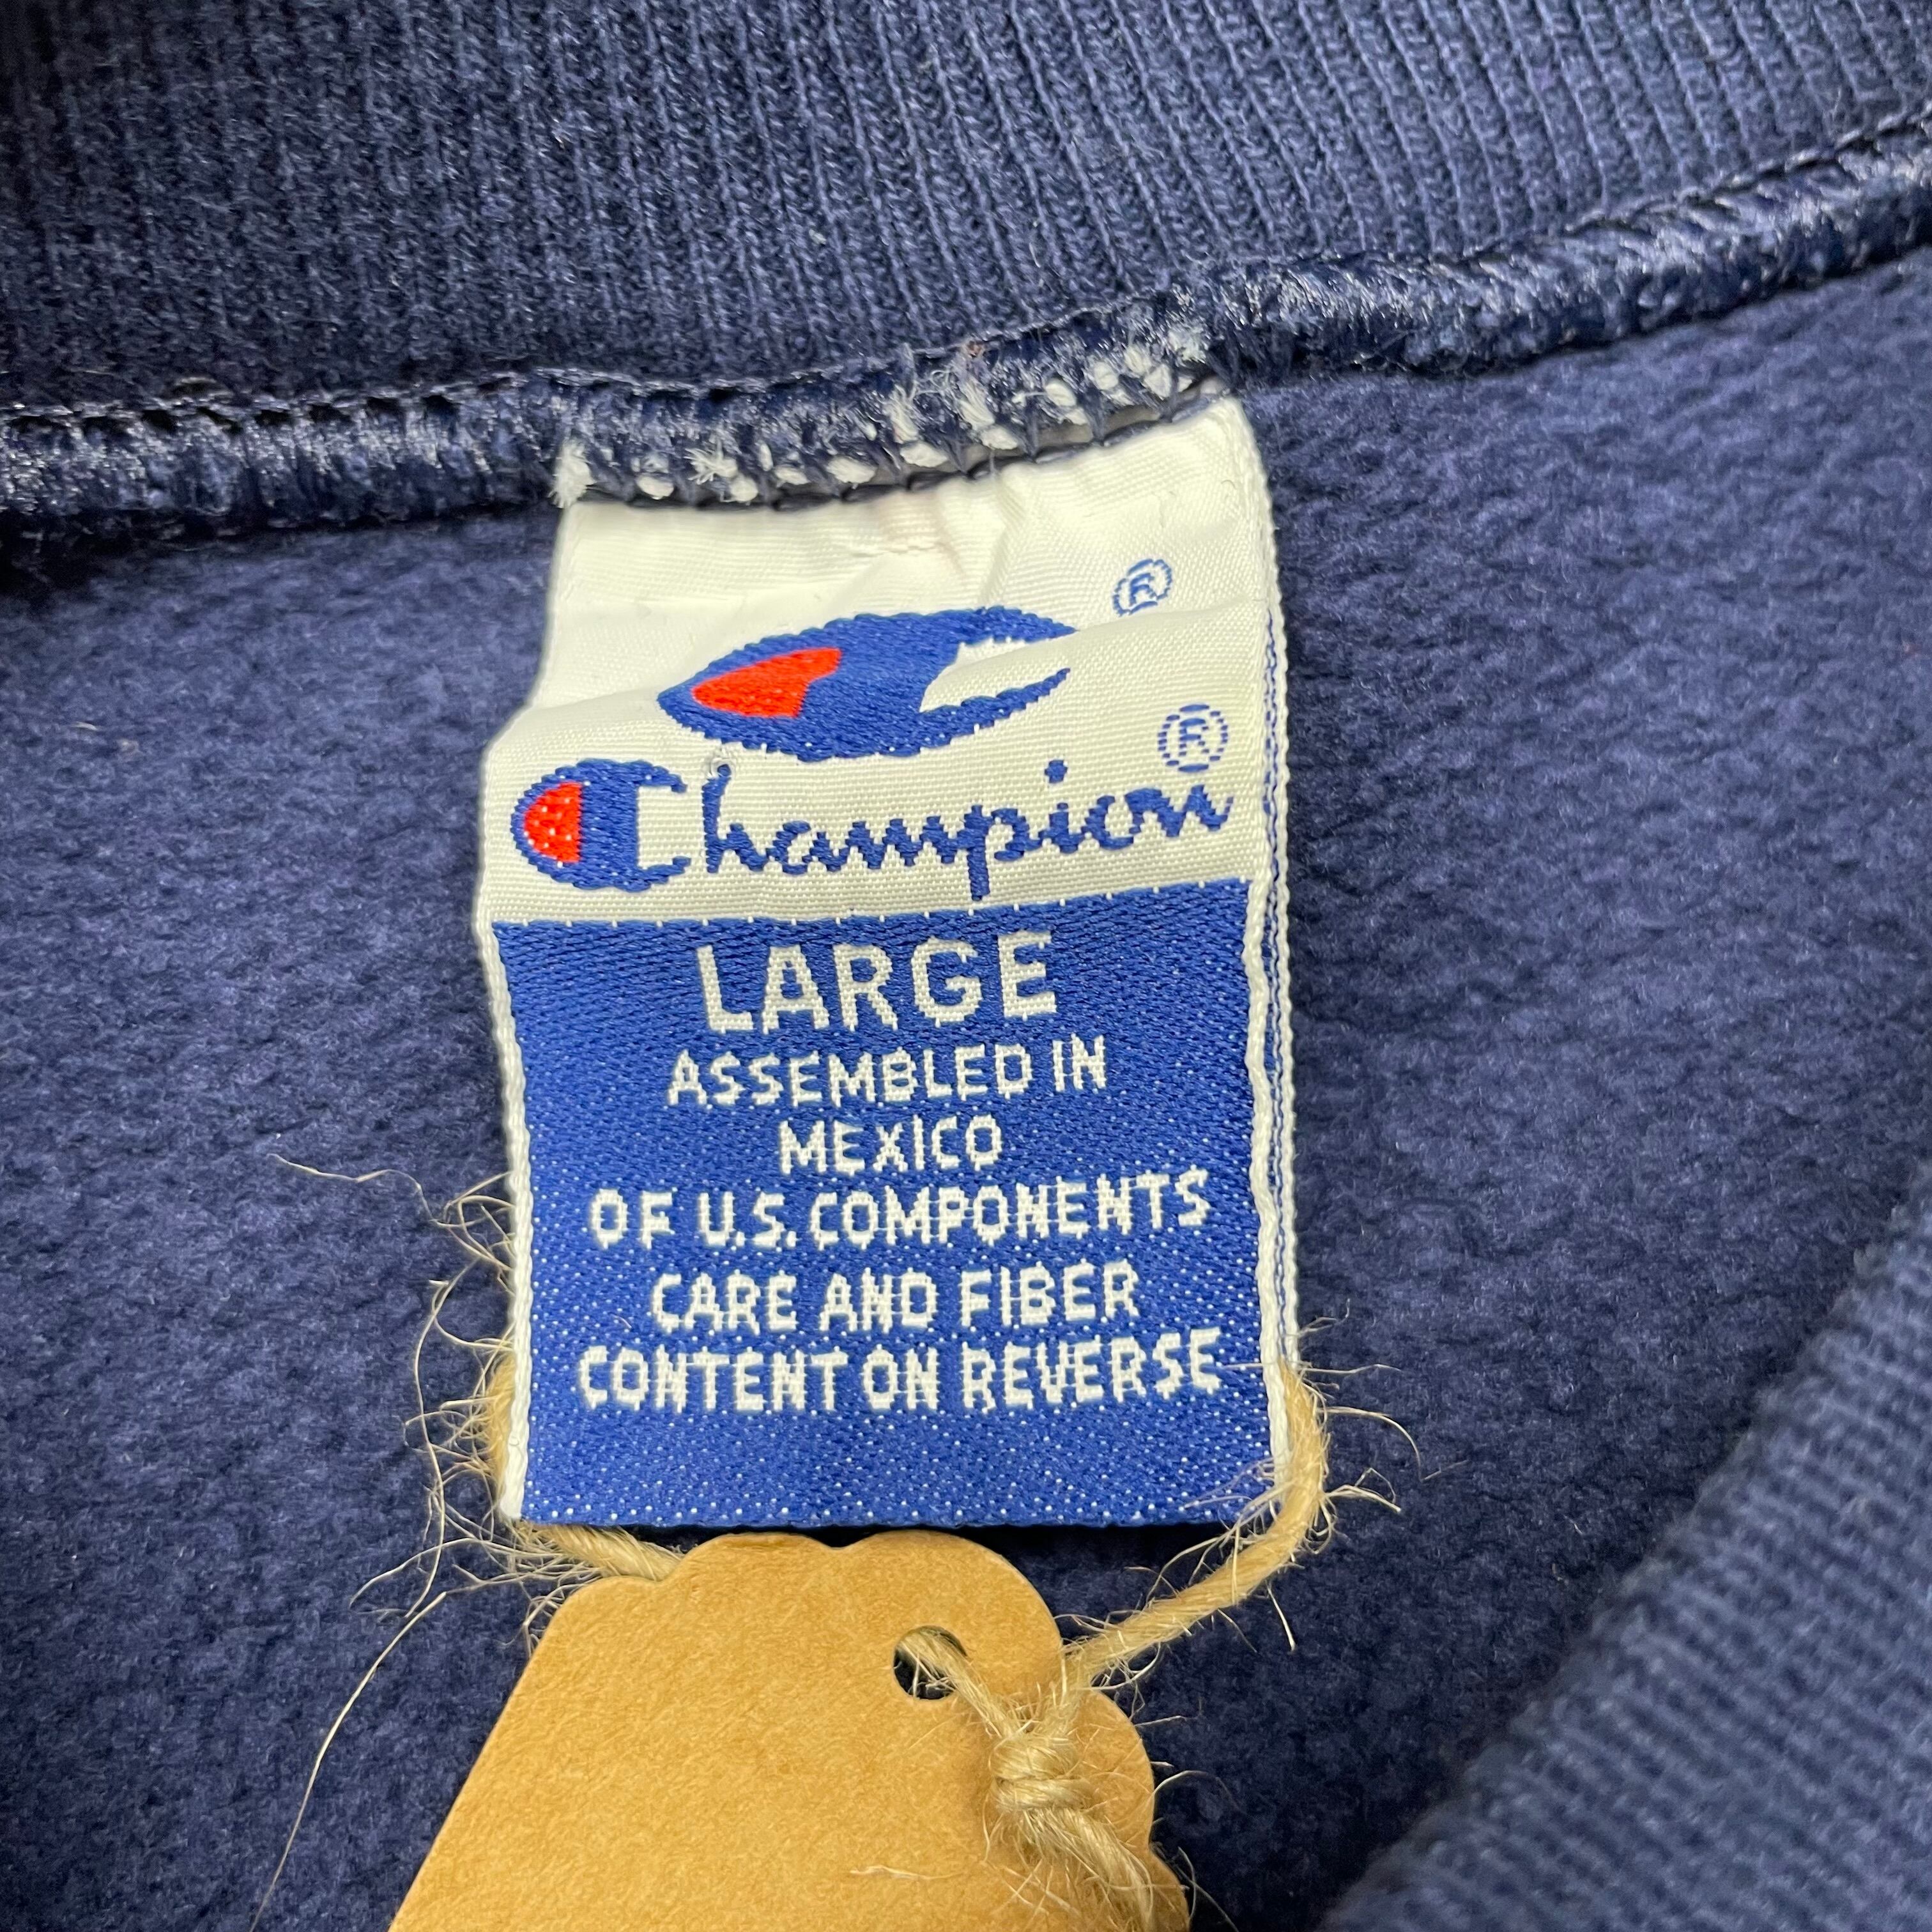 ®
Champion®
LARGE
ASSEMBLED IN
MEXICO
OF U.S. COMPONENTS
CARE AND FIBER
CONTENT ON REVERSE